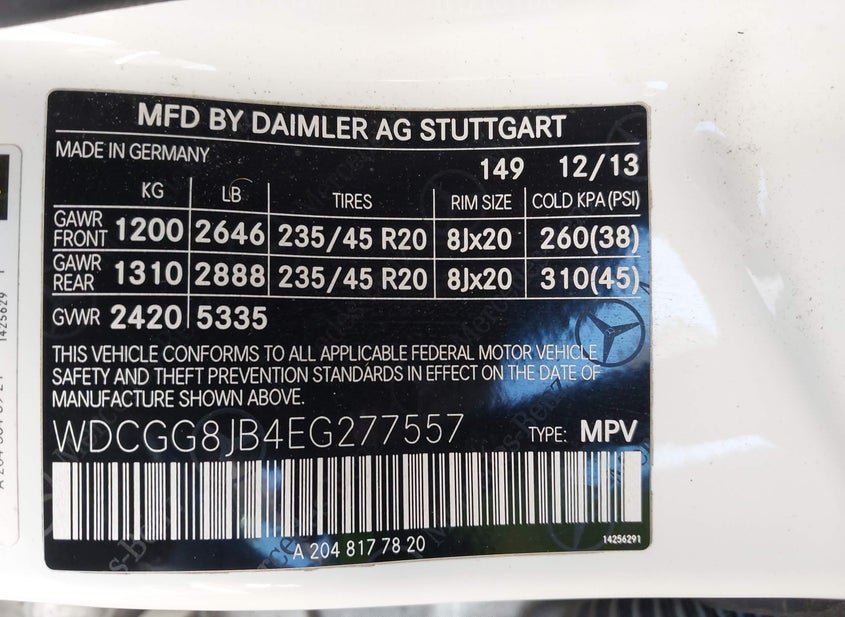 MFD BY DAIMLER AG STUTTGART
MADE IN GERMANY 149 12/13
KG LB TIRES RIM SIZE COLD KPA (PSI)
GAWR FRONT 1200 2646 235/45 R20 8Jx20 260(38)
GAWR REAR 1310 2888 235/45 R20 8Jx20 310(45)
GVWR 2420 5335
THIS VEHICLE CONFORMS TO ALL APPLICABLE FEDERAL MOTOR VEHICLE
SAFETY AND THEFT PREVENTION STANDARDS IN EFFECT ON THE DATE OF
MANUFACTURE SHOWN ABOVE.
WDCGG8JB4EG277557 TYPE: MPV
A 204 817 78 20 14256291